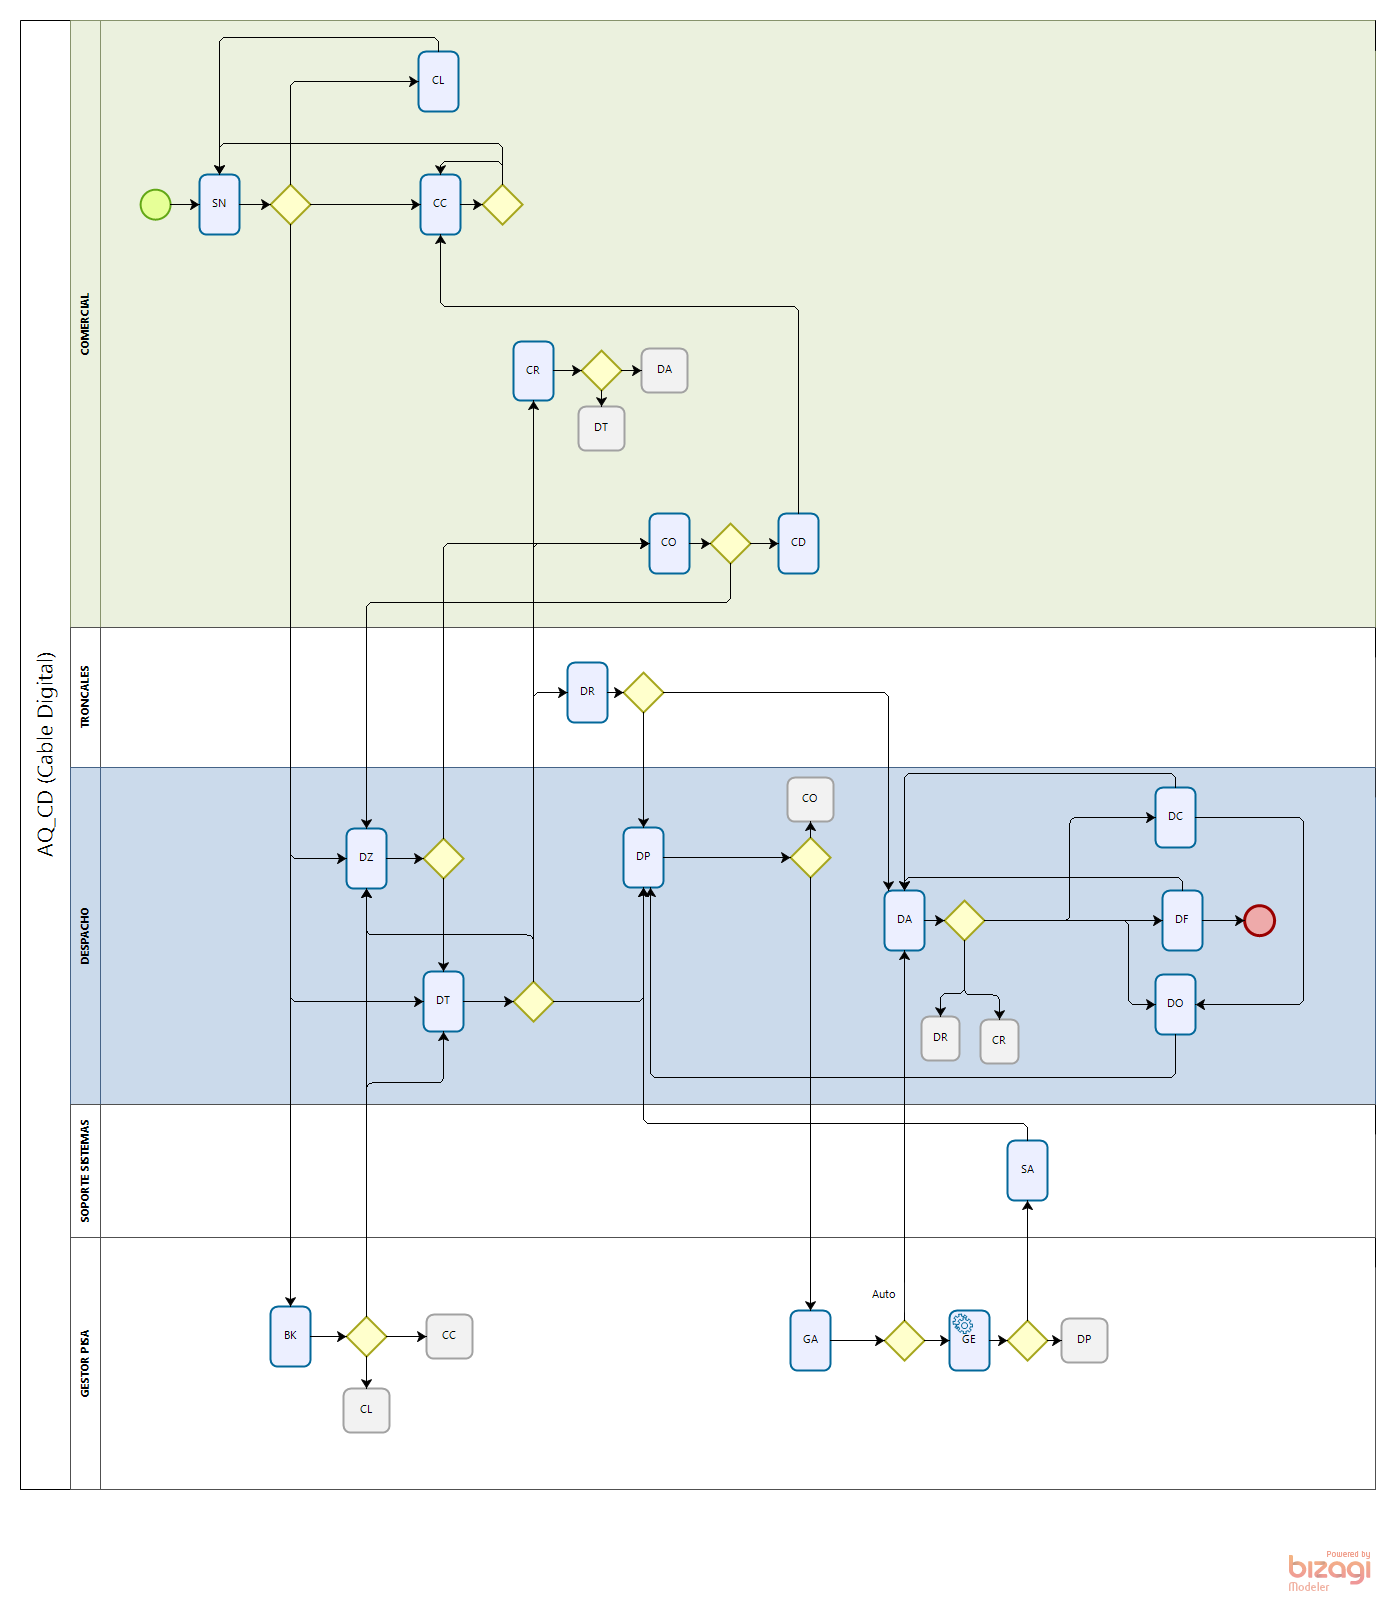 AQ_CD (Cable Digital)
COMERCIAL
CL
SN
CC
CR
DA
DT
CO
CD
TRONCALES
DR
DESPACHO
CO
DC
DZ
DP
DA
DF
DT
DO
DR
CR
SOPORTE SISTEMAS
SA
GESTOR PISA
Auto
BK
CC
GA
GE
DP
CL
Powered by
bizagi
Modeler